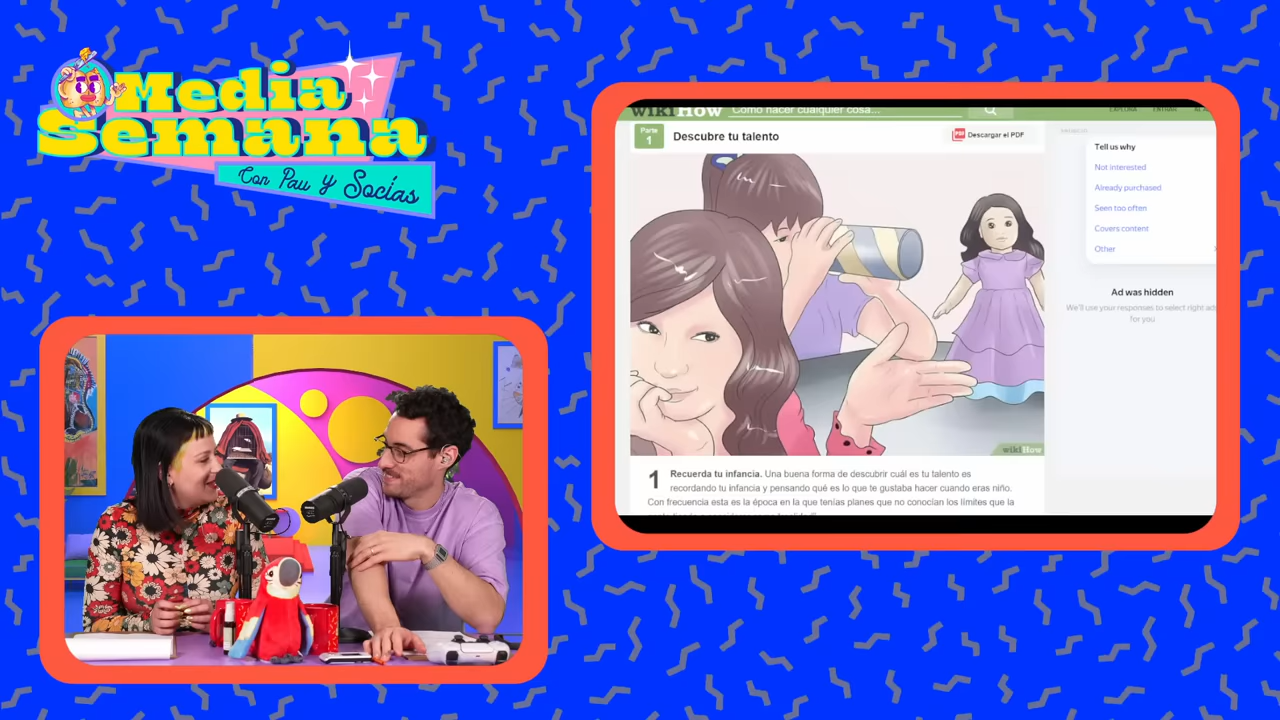 Media
Semana
Con Pau y Socías
wikiHow Cómo hacer cualquier cosa...
EXPLORA ENTRAR
Parte
1
Descubre tu talento
PDF Descargar el PDF
Tell us why
Not interested
Already purchased
Seen too often
Covers content
Other
Ad was hidden
We'll use your responses to select right ads
for you
wikiHow
1 Recuerda tu infancia. Una buena forma de descubrir cuál es tu talento es
recordando tu infancia y pensando qué es lo que te gustaba hacer cuando eras niño.
Con frecuencia esta es la época en la que tenías planes que no conocían los límites que la